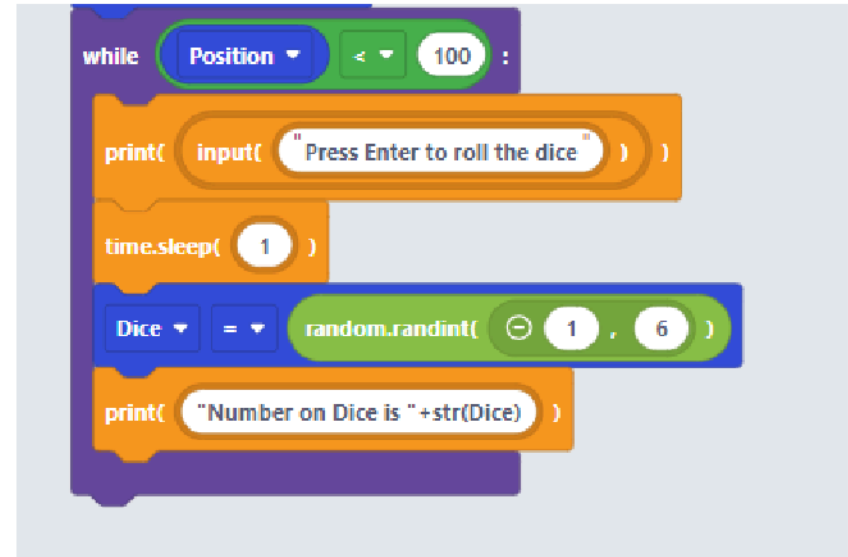 while Position < 100 :
print( input( "Press Enter to roll the dice" ) )
time.sleep( 1 )
Dice = random.randint( 1 , 6 )
print( "Number on Dice is "+str(Dice) )